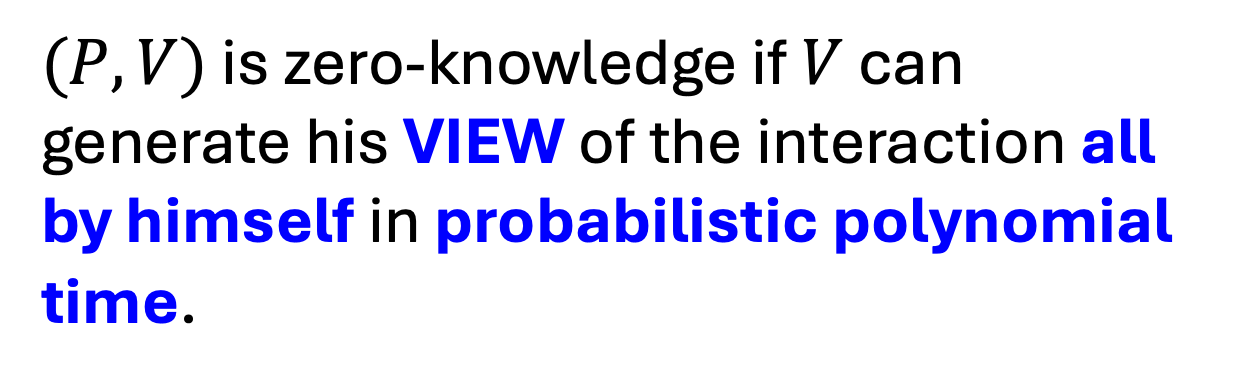 (P, V) is zero-knowledge if V can
generate his VIEW of the interaction all
by himself in probabilistic polynomial
time.